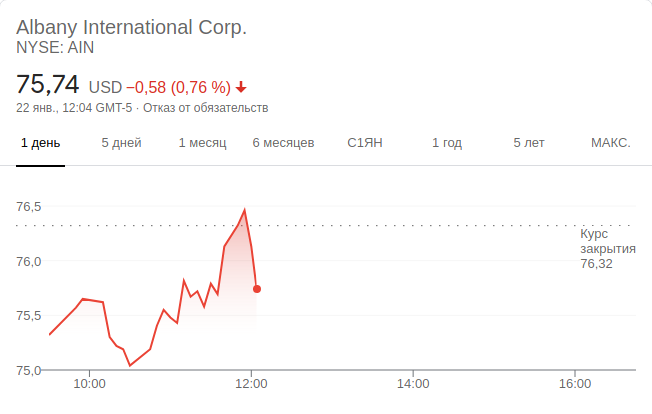 Albany International Corp.
NYSE: AIN
75,74 USD −0,58 (0,76 %)
22 янв., 12:04 GMT-5 · Отказ от обязательств
1 день 5 дней 1 месяц 6 месяцев С1ЯН 1 год 5 лет МАКС.
76,5
Курс
закрытия
76,32
76,0
75,5
75,0
10:00 12:00 14:00 16:00